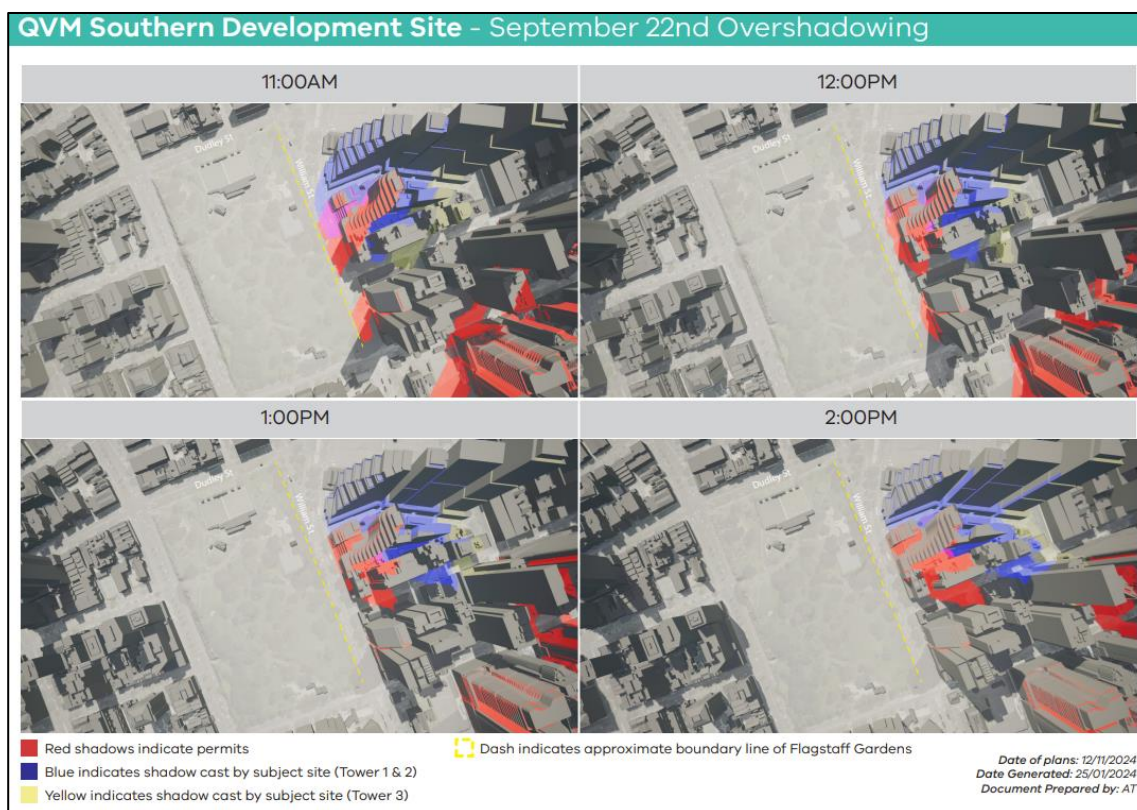 QVM Southern Development Site - September 22nd Overshadowing
11:00AM
12:00PM
Dudley St
William St
Dudley St
William St
1:00PM
2:00PM
Dudley St
William St
Dudley St
William St
Red shadows indicate permits
Dash indicates approximate boundary line of Flagstaff Gardens
Blue indicates shadow cast by subject site (Tower 1 & 2)
Yellow indicates shadow cast by subject site (Tower 3)
Date of plans: 12/11/2024
Date Generated: 25/01/2024
Document Prepared by: AT